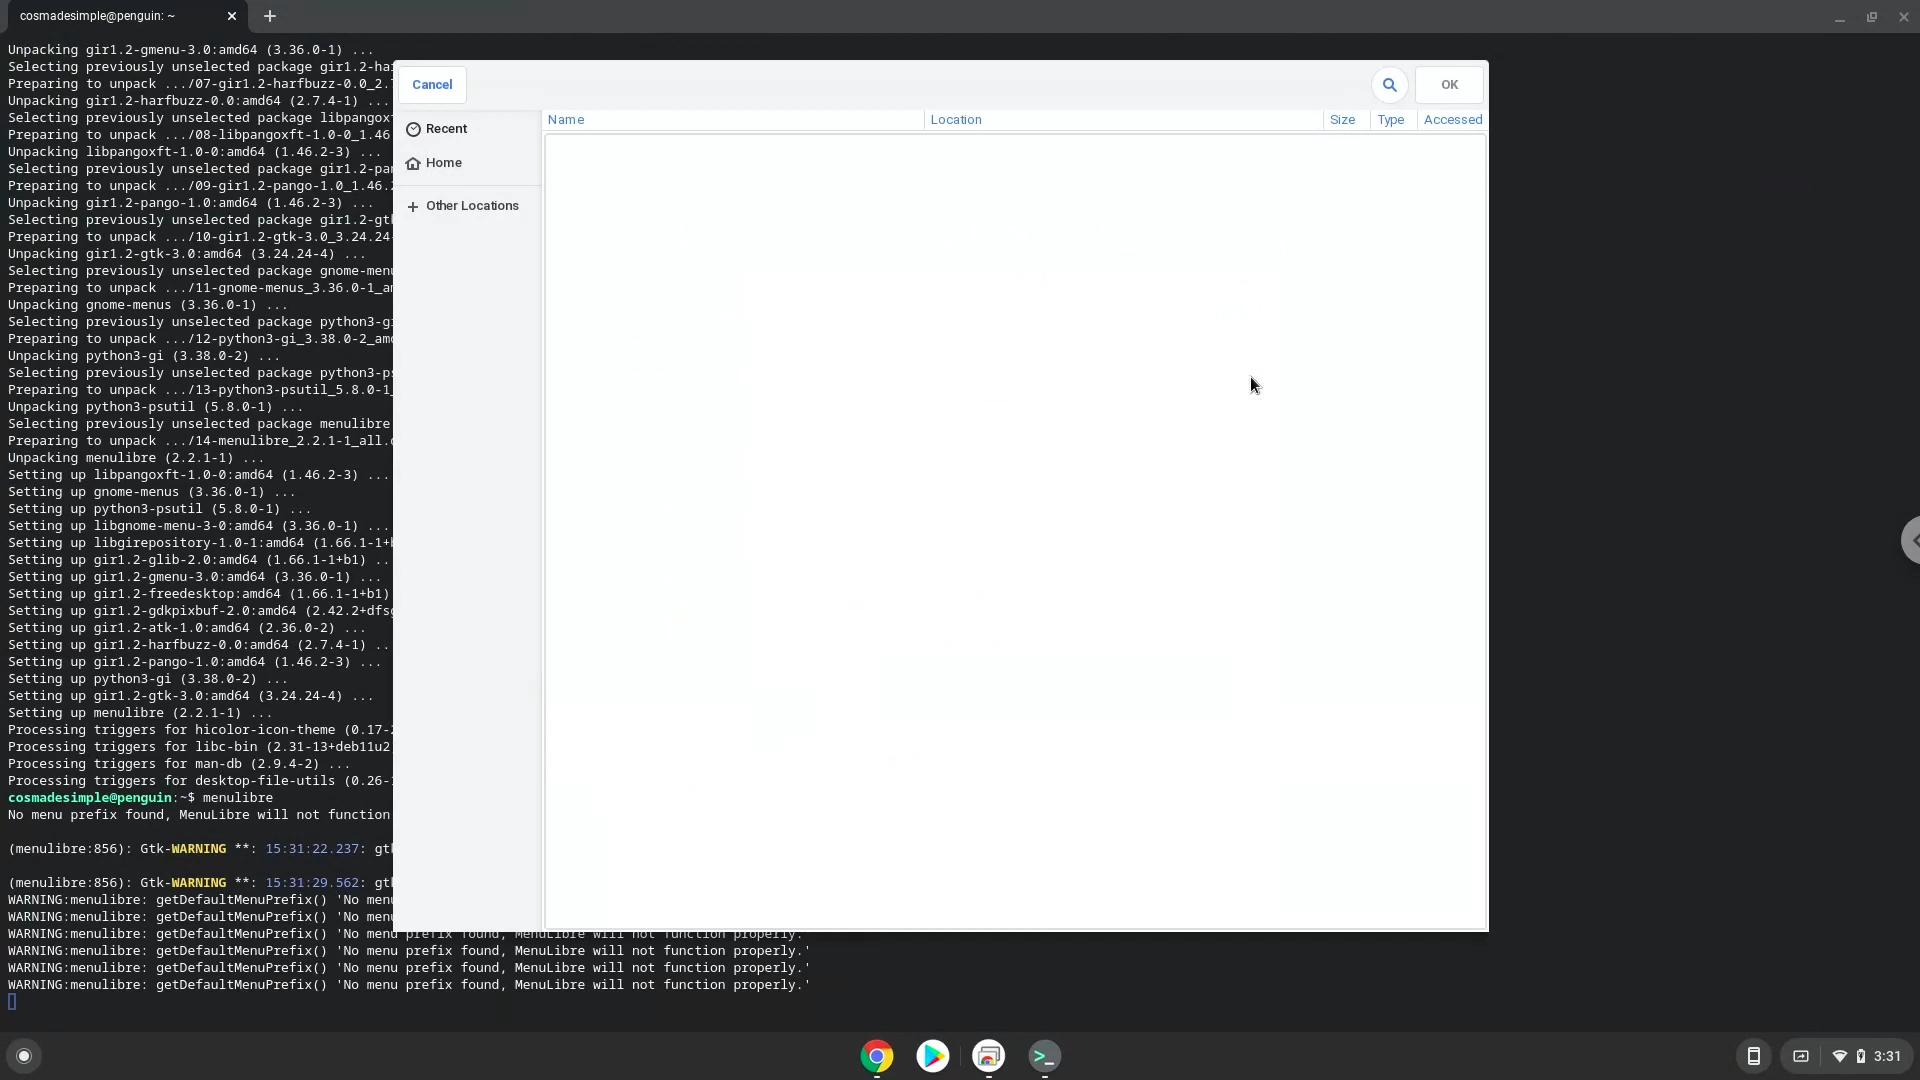 cosmadesimple@penguin: ~
Unpacking gir1.2-gmenu-3.0:amd64 (3.36.0-1) ...
Selecting previously unselected package gir1.2-ha
Preparing to unpack .../07-gir1.2-harfbuzz-0.0_2.
Unpacking gir1.2-harfbuzz-0.0:amd64 (2.7.4-1) ...
Selecting previously unselected package libpangox
Preparing to unpack .../08-libpangoxft-1.0-0_1.46
Unpacking libpangoxft-1.0-0:amd64 (1.46.2-3) ...
Selecting previously unselected package gir1.2-pa
Preparing to unpack .../09-gir1.2-pango-1.0_1.46.
Unpacking gir1.2-pango-1.0:amd64 (1.46.2-3) ...
Selecting previously unselected package gir1.2-gt
Preparing to unpack .../10-gir1.2-gtk-3.0_3.24.24-
Unpacking gir1.2-gtk-3.0:amd64 (3.24.24-4) ...
Selecting previously unselected package gnome-men
Preparing to unpack .../11-gnome-menus_3.36.0-1_a
Unpacking gnome-menus (3.36.0-1) ...
Selecting previously unselected package python3-g
Preparing to unpack .../12-python3-gi_3.38.0-2_am
Unpacking python3-gi (3.38.0-2) ...
Selecting previously unselected package python3-p
Preparing to unpack .../13-python3-psutil_5.8.0-1_
Unpacking python3-psutil (5.8.0-1) ...
Selecting previously unselected package menulibre
Preparing to unpack .../14-menulibre_2.2.1-1_all.
Unpacking menulibre (2.2.1-1) ...
Setting up libpangoxft-1.0-0:amd64 (1.46.2-3) ...
Setting up gnome-menus (3.36.0-1) ...
Setting up python3-psutil (5.8.0-1) ...
Setting up libgnome-menu-3-0:amd64 (3.36.0-1) ...
Setting up libgirepository-1.0-1:amd64 (1.66.1-1+b
Setting up gir1.2-glib-2.0:amd64 (1.66.1-1+b1) ..
Setting up gir1.2-gmenu-3.0:amd64 (3.36.0-1) ...
Setting up gir1.2-freedesktop:amd64 (1.66.1-1+b1)
Setting up gir1.2-gdkpixbuf-2.0:amd64 (2.42.2+dfs
Setting up gir1.2-atk-1.0:amd64 (2.36.0-2) ...
Setting up gir1.2-harfbuzz-0.0:amd64 (2.7.4-1) ..
Setting up gir1.2-pango-1.0:amd64 (1.46.2-3) ...
Setting up python3-gi (3.38.0-2) ...
Setting up gir1.2-gtk-3.0:amd64 (3.24.24-4) ...
Setting up menulibre (2.2.1-1) ...
Processing triggers for hicolor-icon-theme (0.17-
Processing triggers for libc-bin (2.31-13+deb11u2
Processing triggers for man-db (2.9.4-2) ...
Processing triggers for desktop-file-utils (0.26-
cosmadesimple@penguin:~$ menulibre
No menu prefix found, MenuLibre will not function
(menulibre:856): Gtk-WARNING **: 15:31:22.237: gt
(menulibre:856): Gtk-WARNING **: 15:31:29.562: gt
WARNING:menulibre: getDefaultMenuPrefix() 'No men
WARNING:menulibre: getDefaultMenuPrefix() 'No men
WARNING:menulibre: getDefaultMenuPrefix() 'No menu prefix found, MenuLibre will not function properly.'
WARNING:menulibre: getDefaultMenuPrefix() 'No menu prefix found, MenuLibre will not function properly.'
WARNING:menulibre: getDefaultMenuPrefix() 'No menu prefix found, MenuLibre will not function properly.'
WARNING:menulibre: getDefaultMenuPrefix() 'No menu prefix found, MenuLibre will not function properly.'
Cancel
OK
Recent
Home
Other Locations
Name Location Size Type Accessed
3:31